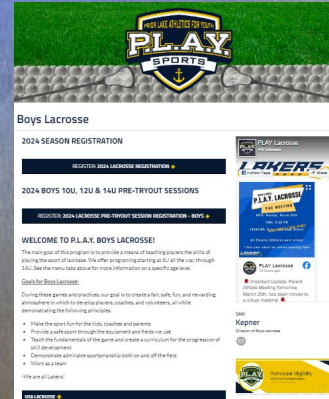 PRIOR LAKE ATHLETICS FOR YOUTH
P.L.A.Y.
SPORTS
Boys Lacrosse
2024 SEASON REGISTRATION
REGISTER: 2024 LACROSSE REGISTRATION
2024 BOYS 10U, 12U & 14U PRE-TRYOUT SESSIONS
REGISTER: 2024 LACROSSE PRE-TRYOUT SESSION REGISTRATION - BOYS
WELCOME TO P.L.A.Y. BOYS LACROSSE!
The main goal of this program is to provide a means of teaching players the skills of
playing the sport of lacrosse. We offer programing starting at 6U all the way through
14U. See the menu tabs above for more information on a specific age level.
Goals for Boys Lacrosse:
During these games and practices, our goal is to create a fair, safe, fun, and rewarding
atmosphere in which to develop players, coaches, and volunteers, all while
demonstrating the following principles:
Make the sport fun for the kids, coaches and parents
Provide a safe sport through the equipment and fields we use
Teach the fundamentals of the game and create a curriculum for the progression of
skill development
Demonstrate admirable sportsmanship both on and off the field
Work as a team
-We are all Lakers!
USA LACROSSE
PLAY Lacrosse
LAKERS
Follow Page
Share
P.L.A.Y. LACROSSE
PLAY Lacrosse
Important Update: Parent
Athlete Meeting Tomorrow,
March 25th, has been moved to
a virtual meeting!
SAM
Kepner
Director of Boys Lacrosse
PLAY
Participant Eligibility